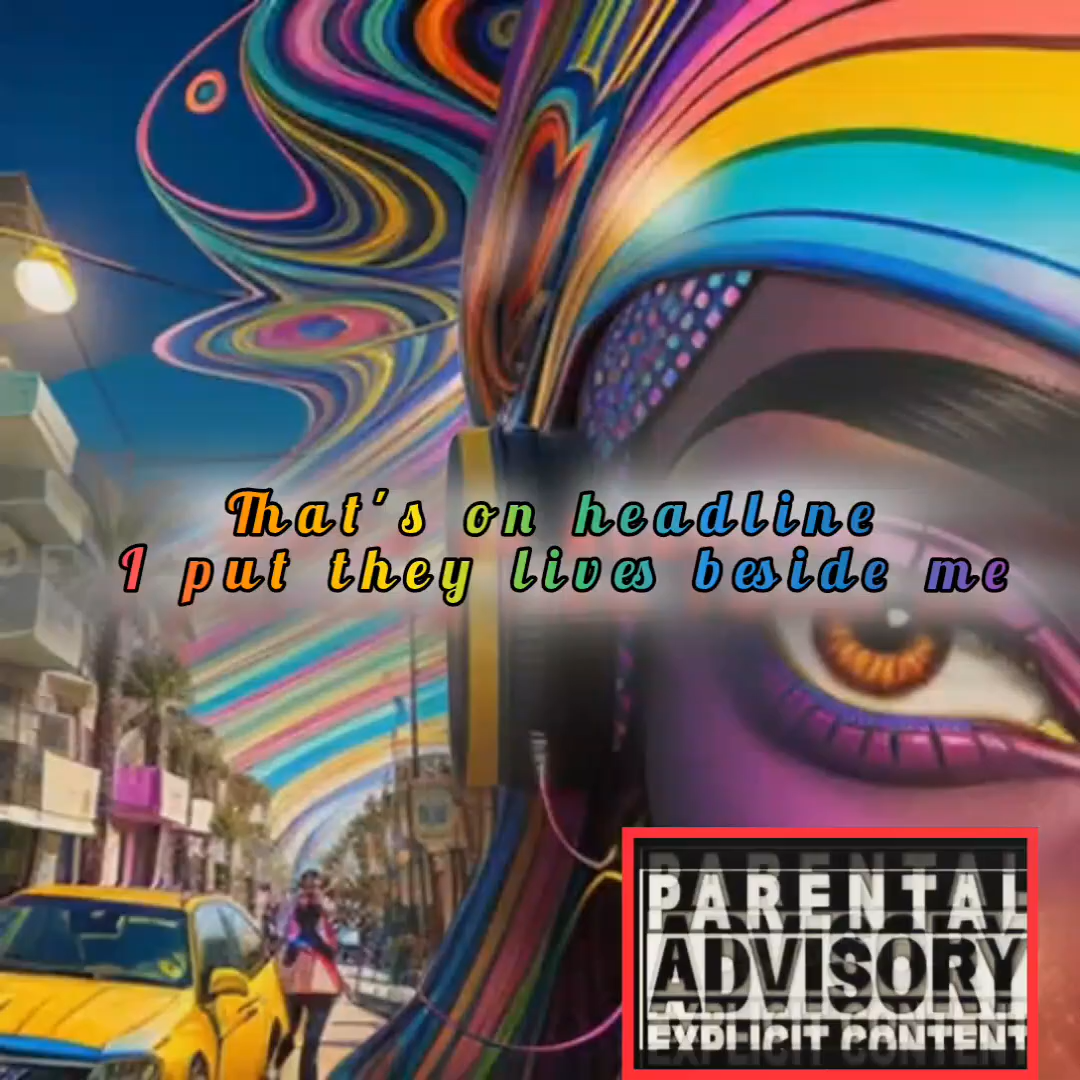 That's on headline
I put they lives beside me
PARENTAL
ADVISORY
EXPLICIT CONTENT